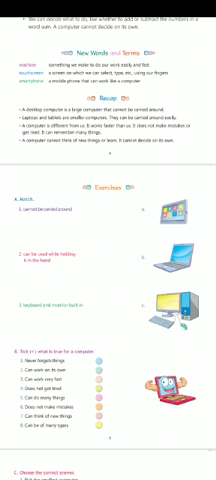 • We can decide what to do, like whether to add or subtract the numbers in a
word sum. A computer cannot decide on its own.
New Words and Terms
machine something we make to do our work easily and fast
touchscreen a screen on which we can select, type, etc., using our fingers
smartphone a mobile phone that can work like a computer
Recap
• A desktop computer is a large computer that cannot be carried around.
• Laptops and tablets are smaller computers. They can be carried around easily.
• A computer is different from us. It works faster than us. It does not make mistakes or
get tired. It can remember many things.
• A computer cannot think of new things or learn. It cannot decide on its own.
Exercises
A. Match.
1. cannot be carried around a.
2. can be used while holding
it in the hand b.
3. keyboard and monitor built in c.
B. Tick (✓) what is true for a computer.
1. Never forgets things
2. Can work on its own
3. Can work very fast
4. Does not get tired
5. Can do many things
6. Does not make mistakes
7. Can think of new things
8. Can be of many types
C. Choose the correct answer.